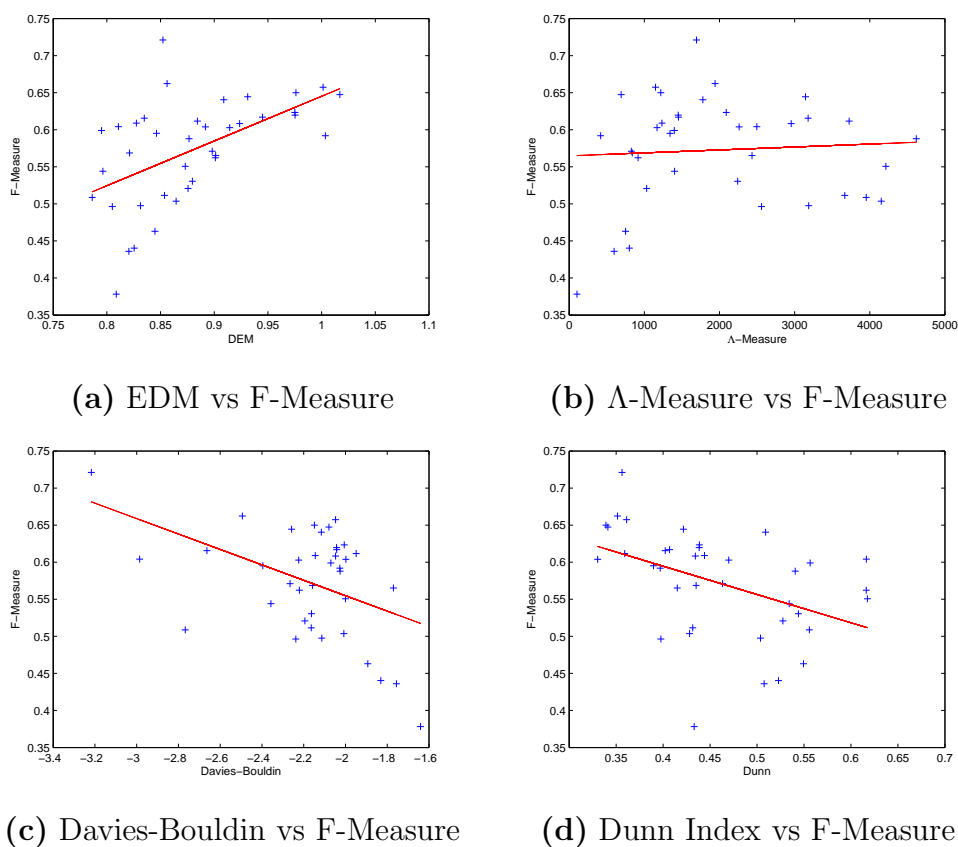 0.75
0.7
0.65
0.6
0.55
0.5
0.45
0.4
0.35
F−Measure
0.75 0.8 0.85 0.9 0.95 1 1.05 1.1
DEM
(a) EDM vs F-Measure
0.75
0.7
0.65
0.6
0.55
0.5
0.45
0.4
0.35
F−Measure
0 1000 2000 3000 4000 5000
Λ−Measure
(b) Λ-Measure vs F-Measure
0.75
0.7
0.65
0.6
0.55
0.5
0.45
0.4
0.35
F−Measure
−3.4 −3.2 −3 −2.8 −2.6 −2.4 −2.2 −2 −1.8 −1.6
Davies−Bouldin
(c) Davies-Bouldin vs F-Measure
0.75
0.7
0.65
0.6
0.55
0.5
0.45
0.4
0.35
F−Measure
0.35 0.4 0.45 0.5 0.55 0.6 0.65 0.7
Dunn
(d) Dunn Index vs F-Measure